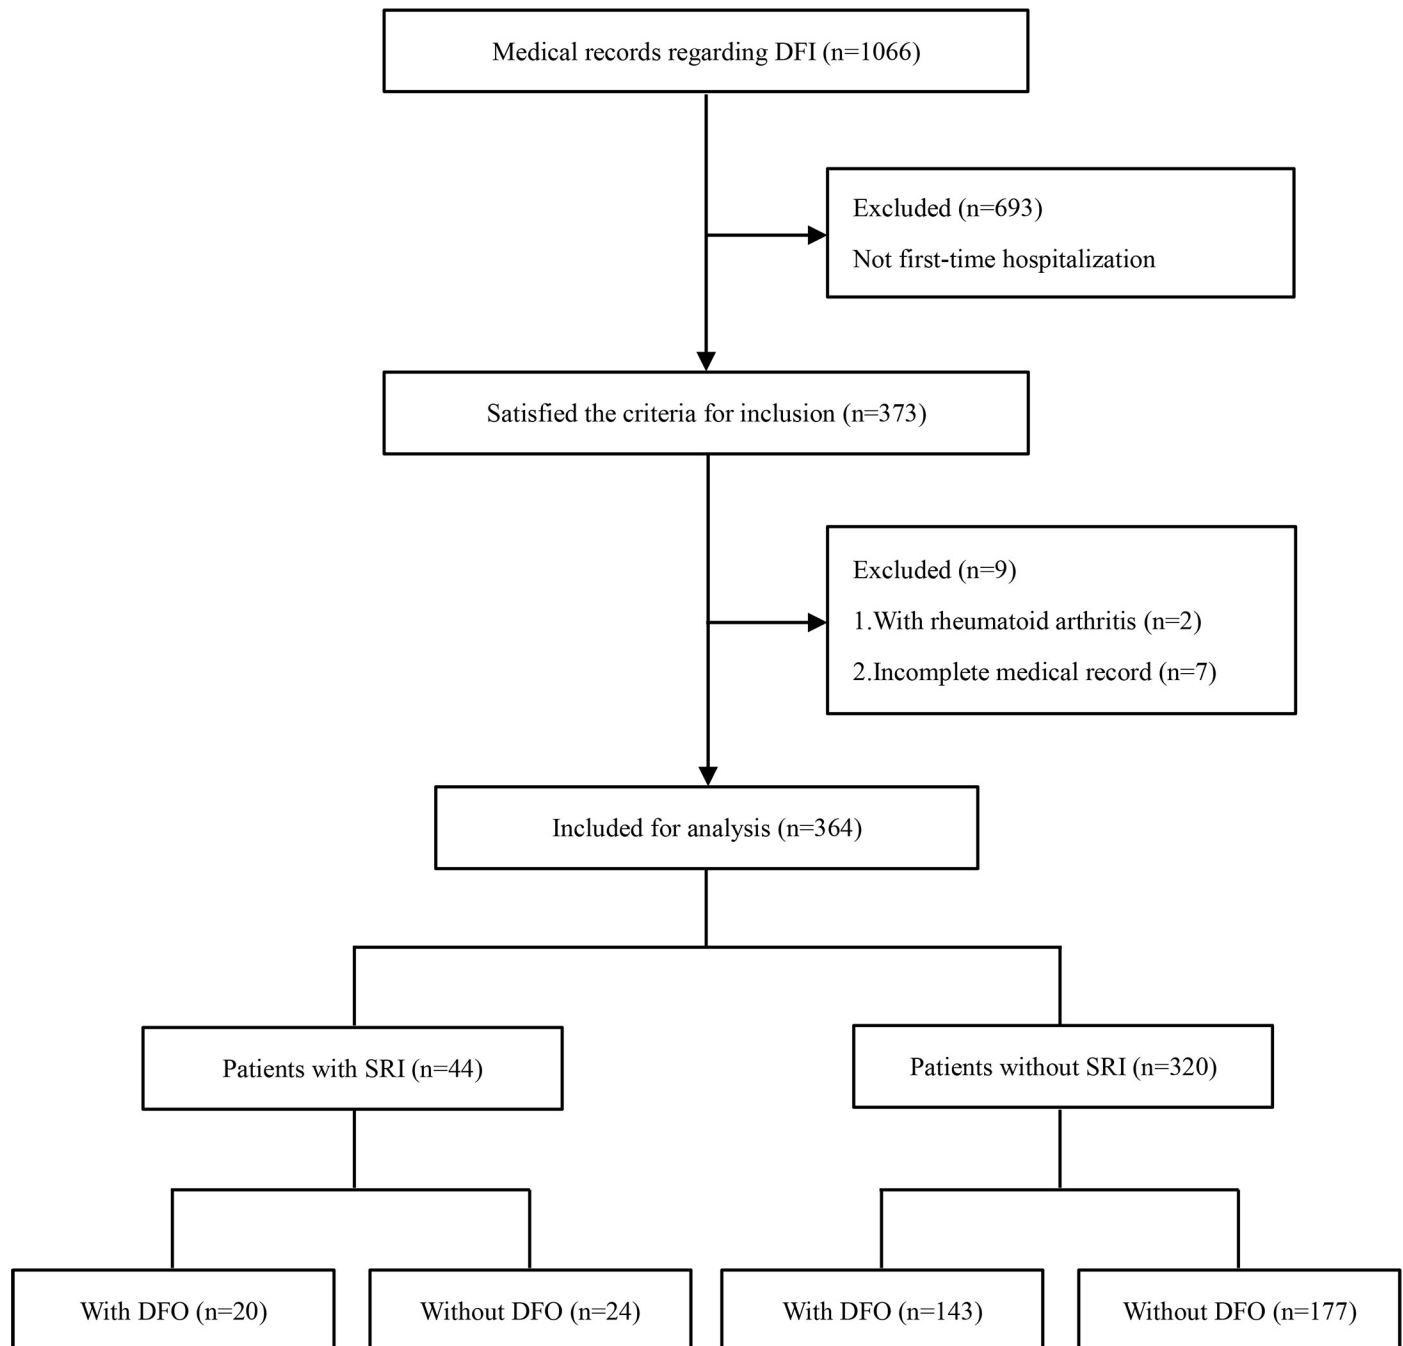 Medical records regarding DFI (n=1066)
Excluded (n=693)
Not first-time hospitalization
Satisfied the criteria for inclusion (n=373)
Excluded (n=9)
1.With rheumatoid arthritis (n=2)
2.Incomplete medical record (n=7)
Included for analysis (n=364)
Patients with SRI (n=44)
Patients without SRI (n=320)
With DFO (n=20)
Without DFO (n=24)
With DFO (n=143)
Without DFO (n=177)